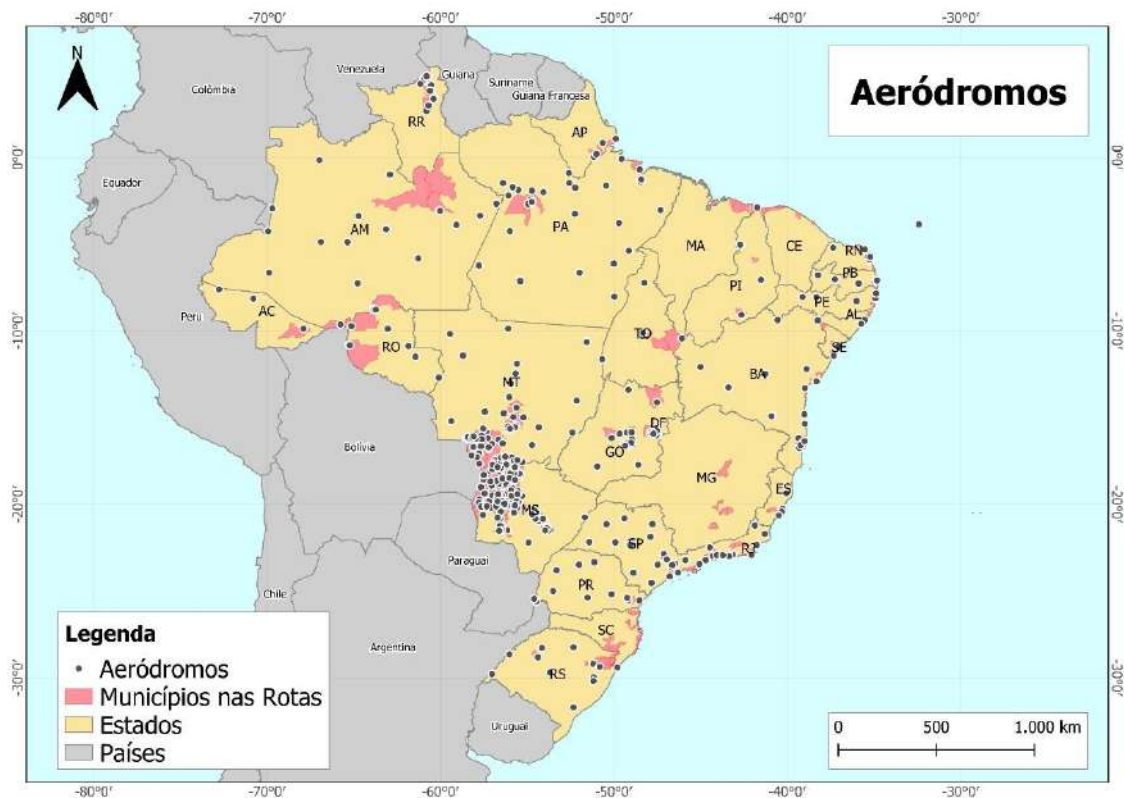 -80°0' -70°0' -60°0' -50°0' -40°0' -30°0'
N
Aeródromos
Venezuela
Guiana
Suriname
Guiana Francesa
Colômbia
RR
AP
0°0' 0°0'
Equador
AM
PA
MA
CE
RN
PB
PI
PE
AL
Peru
AC
-10°0' -10°0'
RO
TO
SE
BA
MT
DF
Bolívia
GO
MG
ES
-20°0' -20°0'
MS
SP
RJ
Paraguai
PR
Chile
SC
Argentina
RS
-30°0' -30°0'
Uruguai
Legenda
Aeródromos
Municípios nas Rotas
Estados
Países
0 500 1.000 km
-80°0' -70°0' -60°0' -50°0' -40°0' -30°0'